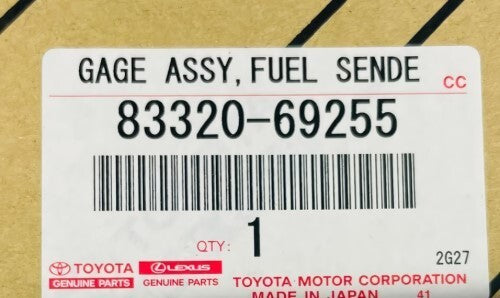 GAGE ASSY,FUEL SENDE
CC
83320-69255
QTY: 1
2G27
TOYOTA LEXUS
GENUINE PARTS GENUINE PARTS
TOYOTA MOTOR CORPORATION
MADE IN JAPAN 41